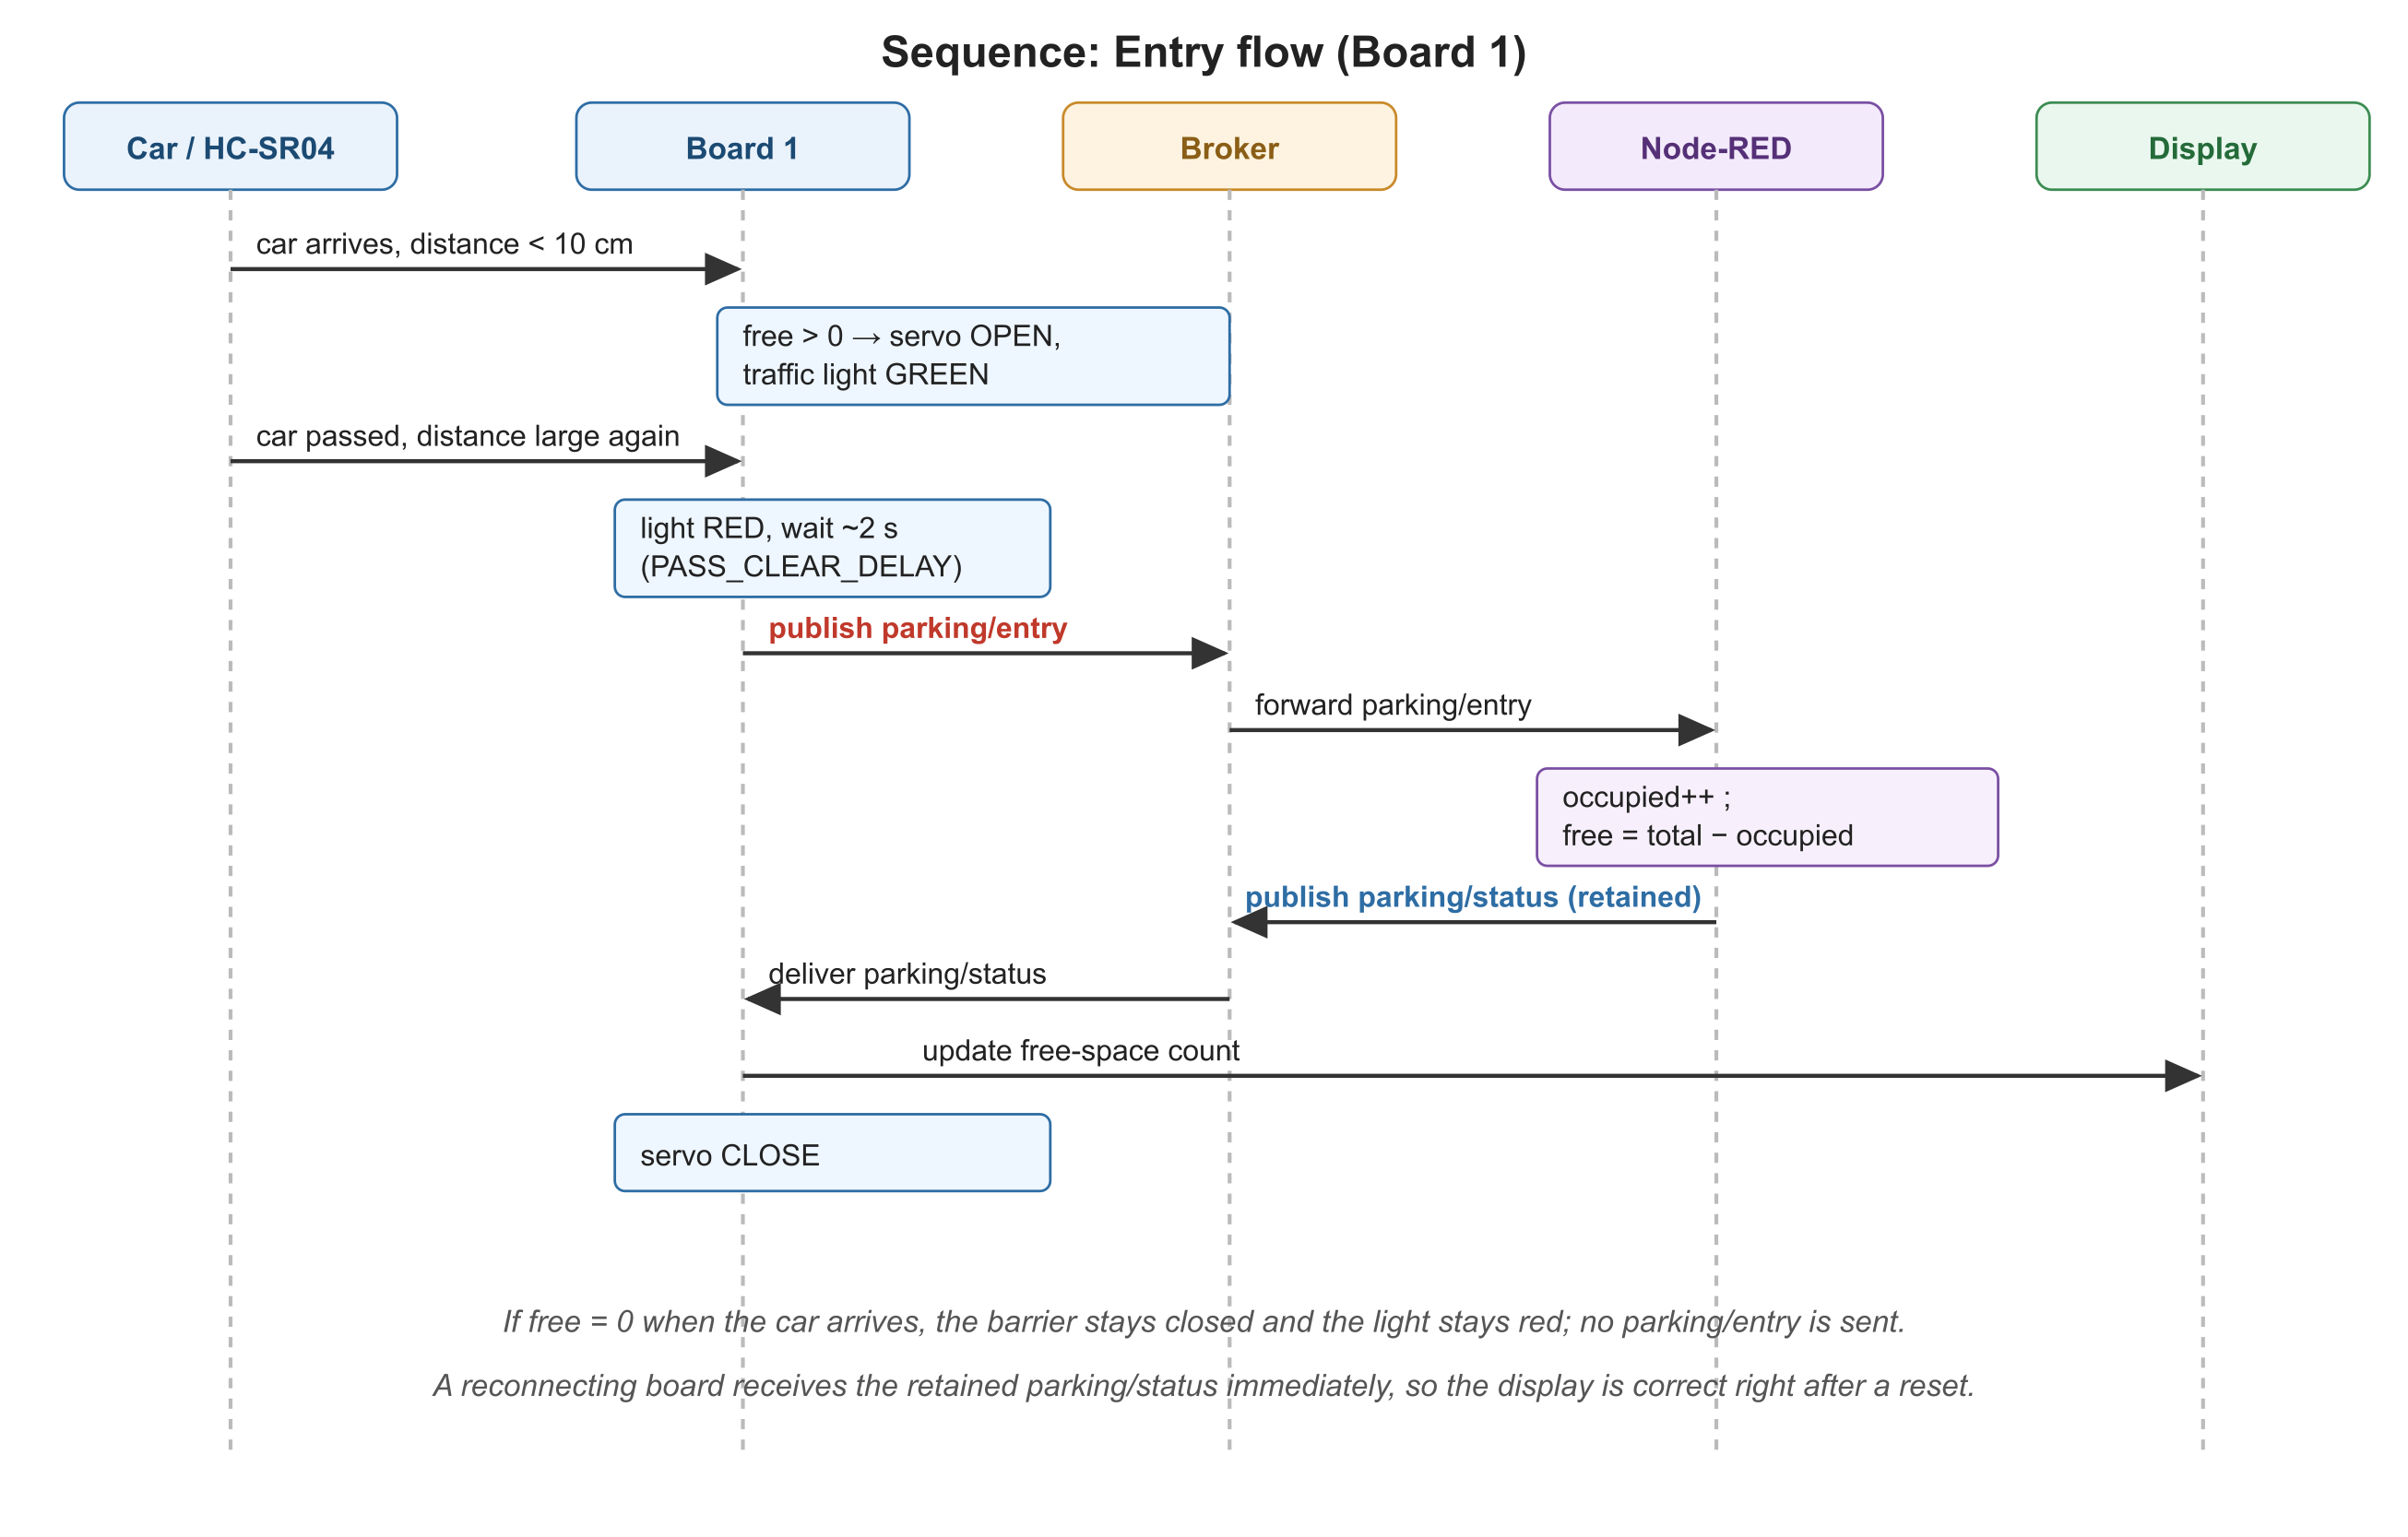 Sequence: Entry flow (Board 1)
Car / HC-SR04
Board 1
Broker
Node-RED
Display
car arrives, distance < 10 cm
free > 0 → servo OPEN,
traffic light GREEN
car passed, distance large again
light RED, wait ~2 s
(PASS_CLEAR_DELAY)
publish parking/entry
forward parking/entry
occupied++ ;
free = total − occupied
publish parking/status (retained)
deliver parking/status
update free-space count
servo CLOSE
If free = 0 when the car arrives, the barrier stays closed and the light stays red; no parking/entry is sent.
A reconnecting board receives the retained parking/status immediately, so the display is correct right after a reset.